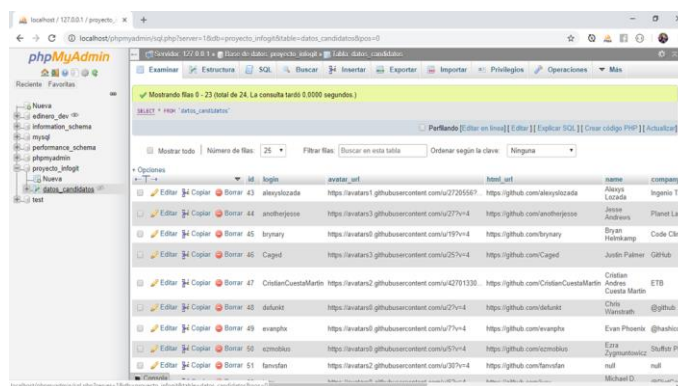 localhost / 127.0.0.1 / proyecto_
localhost/phpmyadmin/sql.php?server=1&db=proyecto_infogit&table=datos_candidatos&pos=0
phpMyAdmin
Reciente Favoritas
Nueva
edinero_dev
information_schema
mysql
performance_schema
phpmyadmin
proyecto_infogit
Nueva
datos_candidatos
test
Servidor: 127.0.0.1 » Base de datos: proyecto_infogit » Tabla: datos_candidatos
Examinar Estructura SQL Buscar Insertar Exportar Importar Privilegios Operaciones Más
Mostrando filas 0 - 23 (total de 24, La consulta tardó 0,0000 segundos.)
SELECT * FROM `datos_candidatos`
Perfilando [Editar en línea] [ Editar ] [ Explicar SQL ] [ Crear código PHP ] [ Actualizar]
Mostrar todo Número de filas: 25 Filtrar filas: Buscar en esta tabla Ordenar según la clave: Ninguna
+ Opciones
id login avatar_url html_url name company
Editar Copiar Borrar 43 alexyslozada https://avatars1.githubusercontent.com/u/2720556?... https://github.com/alexyslozada Alexys Lozada Ingenio T
Editar Copiar Borrar 44 anotherjesse https://avatars3.githubusercontent.com/u/27?v=4 https://github.com/anotherjesse Jesse Andrews Planet La
Editar Copiar Borrar 45 brynary https://avatars0.githubusercontent.com/u/19?v=4 https://github.com/brynary Bryan Helmkamp Code Cli
Editar Copiar Borrar 46 Caged https://avatars3.githubusercontent.com/u/25?v=4 https://github.com/Caged Justin Palmer GitHub
Editar Copiar Borrar 47 CristianCuestaMartin https://avatars2.githubusercontent.com/u/42701330... https://github.com/CristianCuestaMartin Cristian Andres Cuesta Martin ETB
Editar Copiar Borrar 48 defunkt https://avatars0.githubusercontent.com/u/2?v=4 https://github.com/defunkt Chris Wanstrath @github
Editar Copiar Borrar 49 evanphx https://avatars0.githubusercontent.com/u/7?v=4 https://github.com/evanphx Evan Phoenix @hashico
Editar Copiar Borrar 50 ezmobius https://avatars0.githubusercontent.com/u/5?v=4 https://github.com/ezmobius Ezra Zygmuntowicz Stuffstr P
Editar Copiar Borrar 51 fanvsfan https://avatars2.githubusercontent.com/u/30?v=4 https://github.com/fanvsfan null null
Consola
Michael D.